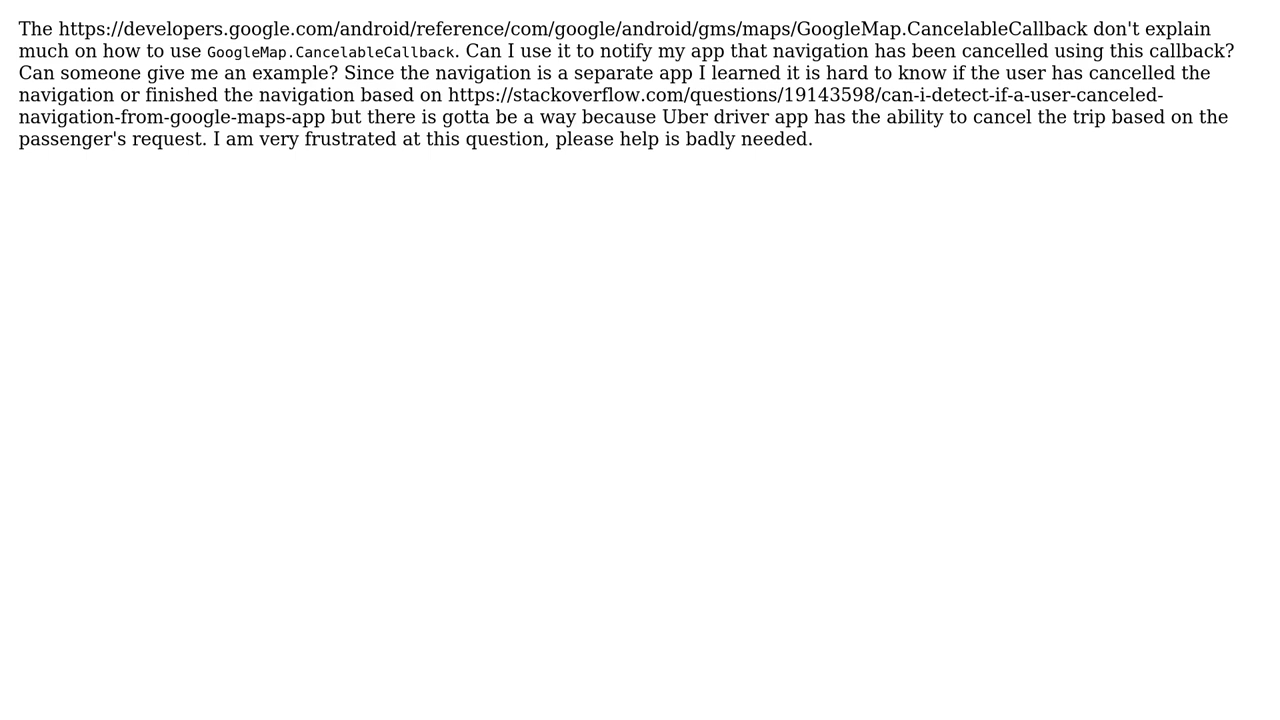 The https://developers.google.com/android/reference/com/google/android/gms/maps/GoogleMap.CancelableCallback don't explain
much on how to use GoogleMap.CancelableCallback. Can I use it to notify my app that navigation has been cancelled using this callback?
Can someone give me an example? Since the navigation is a separate app I learned it is hard to know if the user has cancelled the
navigation or finished the navigation based on https://stackoverflow.com/questions/19143598/can-i-detect-if-a-user-canceled-
navigation-from-google-maps-app but there is gotta be a way because Uber driver app has the ability to cancel the trip based on the
passenger's request. I am very frustrated at this question, please help is badly needed.